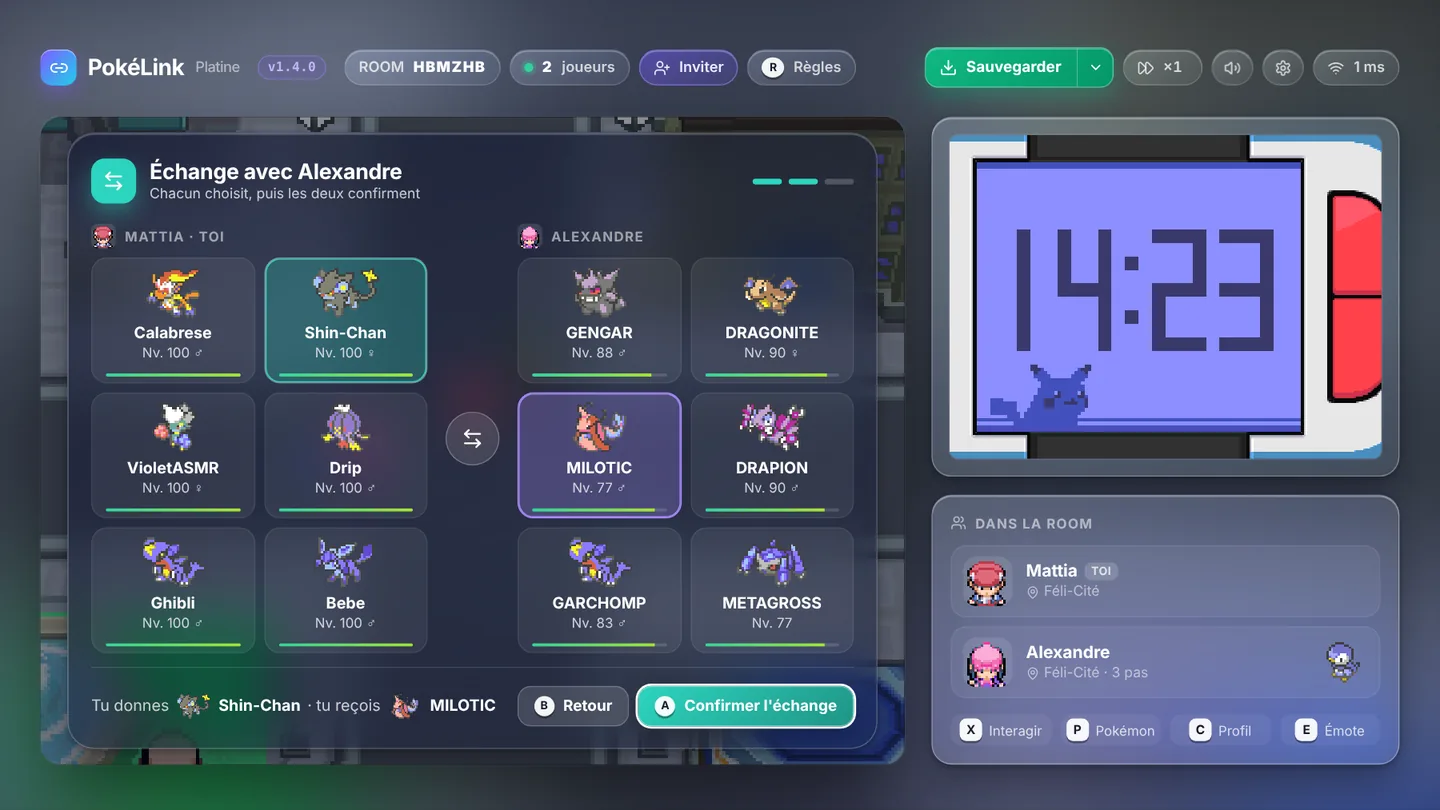 PokéLink Platine v1.4.0 ROOM HBMZHB 2 joueurs Inviter R Règles Sauvegarder ×1 1 ms
Échange avec Alexandre
Chacun choisit, puis les deux confirment
MATTIA · TOI
Calabrese
Nv. 100 ♂
Shin-Chan
Nv. 100 ♀
VioletASMR
Nv. 100 ♀
Drip
Nv. 100 ♂
Ghibli
Nv. 100 ♂
Bebe
Nv. 100 ♂
ALEXANDRE
GENGAR
Nv. 88 ♂
DRAGONITE
Nv. 90 ♀
MILOTIC
Nv. 77 ♂
DRAPION
Nv. 90 ♂
GARCHOMP
Nv. 83 ♂
METAGROSS
Nv. 77
Tu donnes Shin-Chan · tu reçois MILOTIC
B Retour
A Confirmer l'échange
14:23
DANS LA ROOM
Mattia TOI
Féli-Cité
Alexandre
Féli-Cité · 3 pas
X Interagir P Pokémon C Profil E Émote